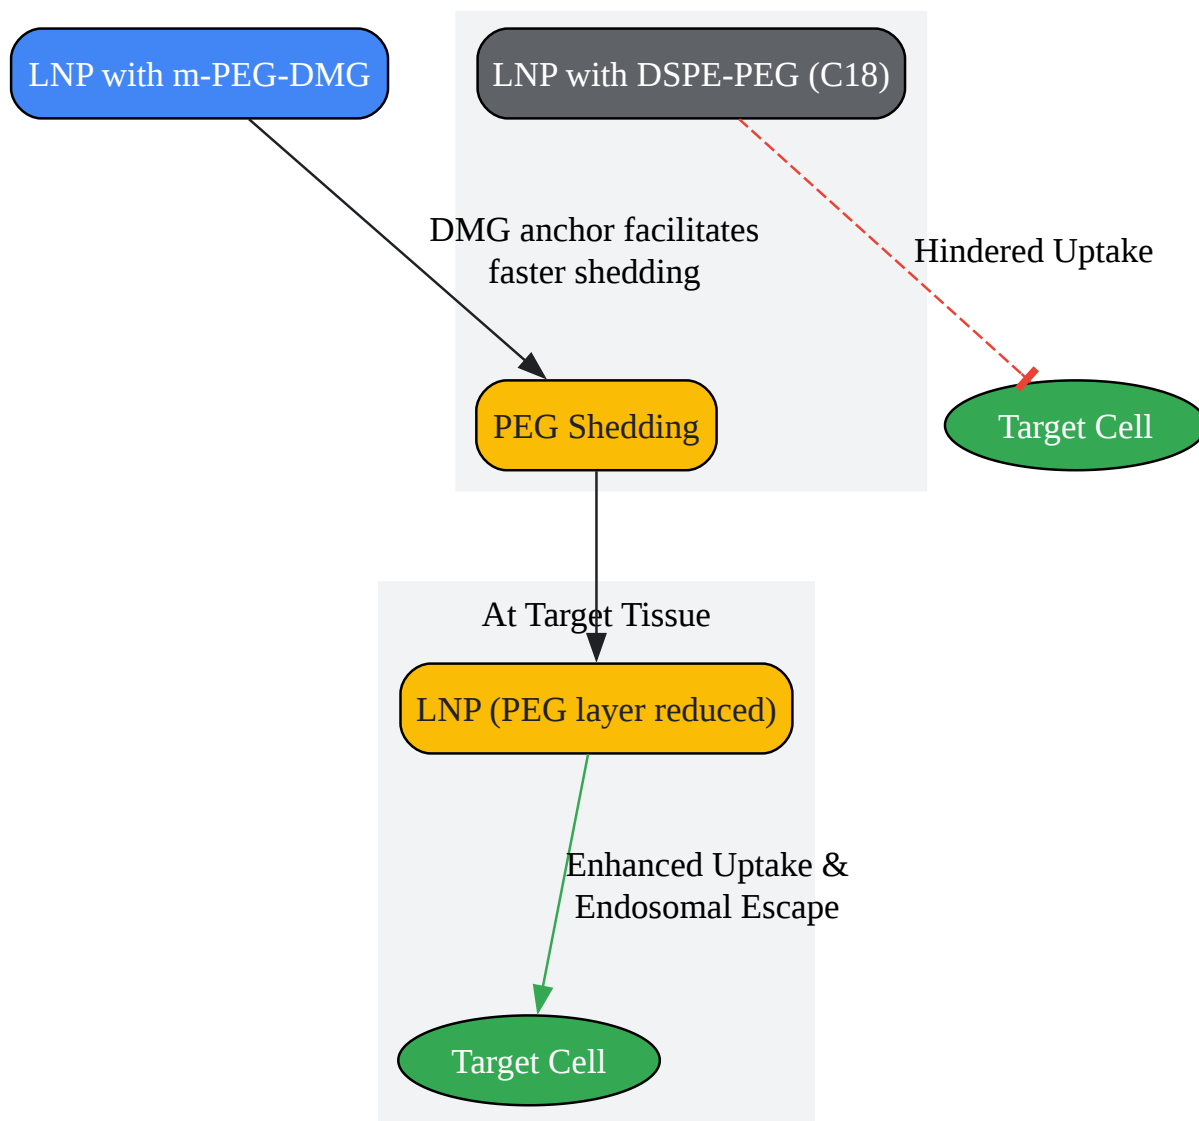 LNP with m-PEG-DMG
LNP with DSPE-PEG (C18)
DMG anchor facilitates
faster shedding
Hindered Uptake
PEG Shedding
Target Cell
At Target Tissue
LNP (PEG layer reduced)
Enhanced Uptake &
Endosomal Escape
Target Cell